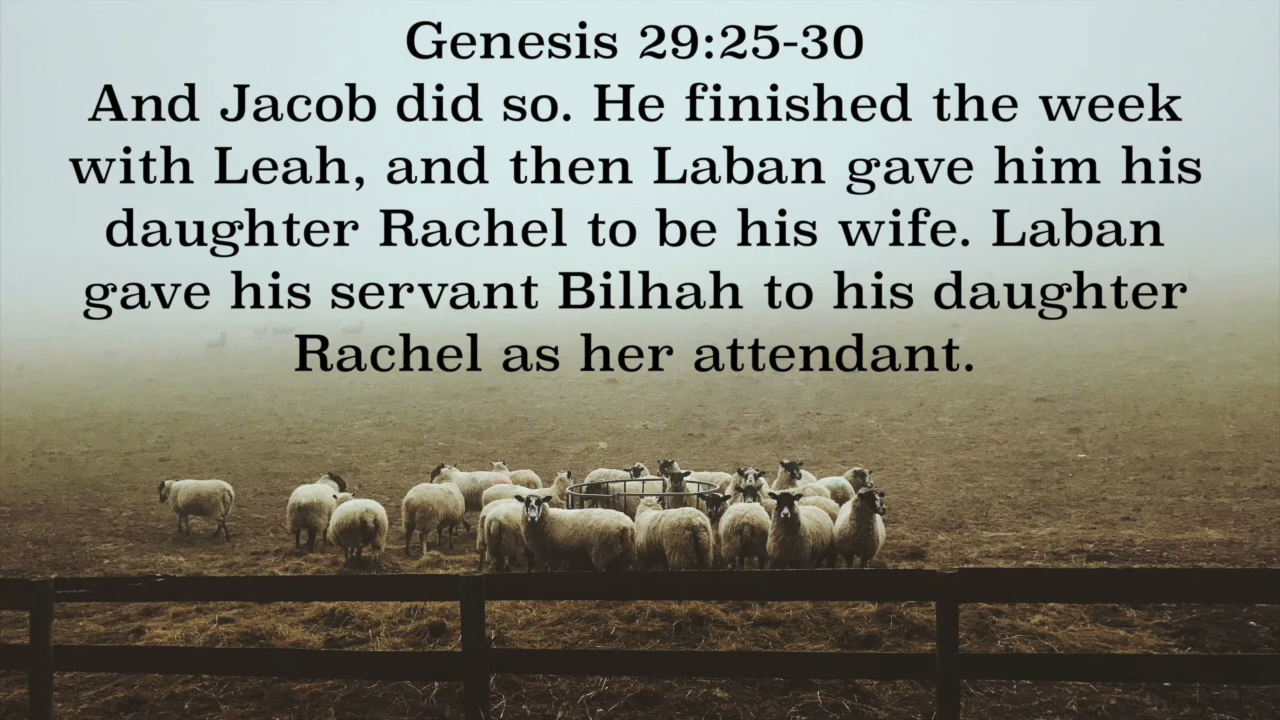 Genesis 29:25-30
And Jacob did so. He finished the week
with Leah, and then Laban gave him his
daughter Rachel to be his wife. Laban
gave his servant Bilhah to his daughter
Rachel as her attendant.